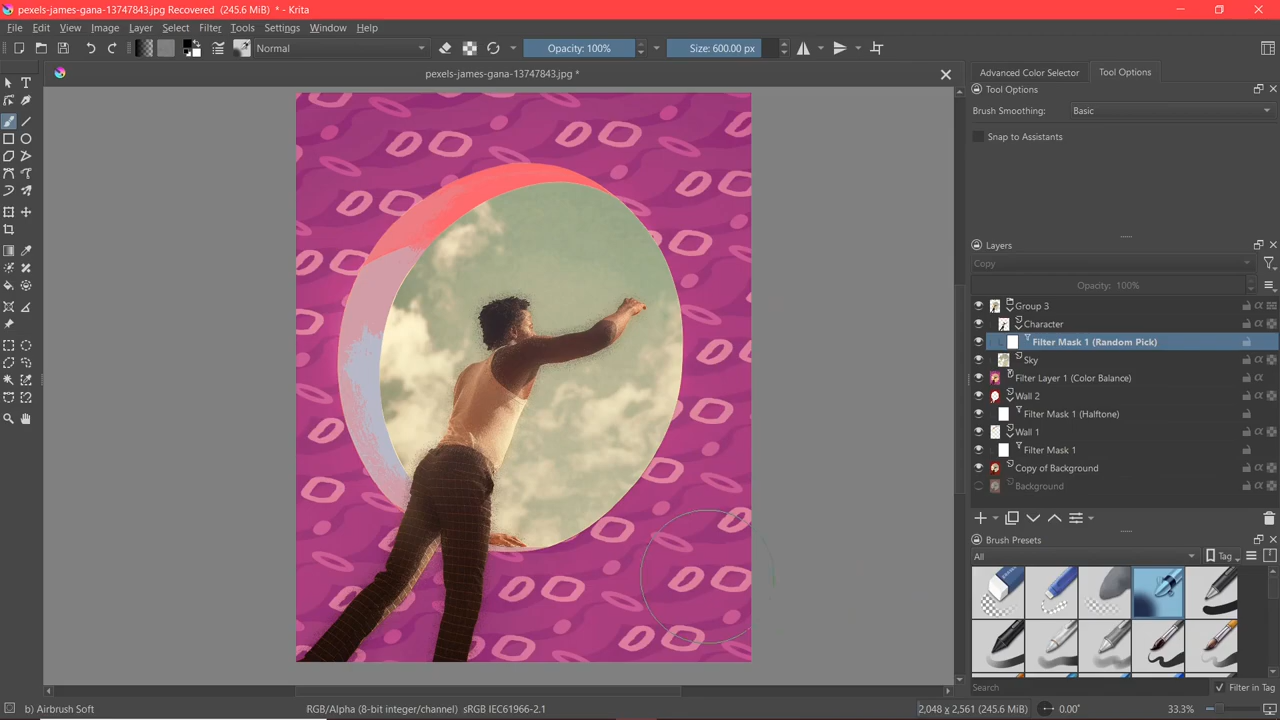 pexels-james-gana-13747843.jpg Recovered (245.6 MiB) * - Krita
File Edit View Image Layer Select Filter Tools Settings Window Help
Normal Opacity: 100% Size: 600.00 px
pexels-james-gana-13747843.jpg *
Advanced Color Selector Tool Options
Tool Options
Brush Smoothing: Basic
Snap to Assistants
Layers
Copy
Opacity: 100%
Group 3
Character
Filter Mask 1 (Random Pick)
Sky
Filter Layer 1 (Color Balance)
Wall 2
Filter Mask 1 (Halftone)
Wall 1
Filter Mask 1
Copy of Background
Background
Brush Presets
All Tag
Search Filter in Tag
b) Airbrush Soft RGB/Alpha (8-bit integer/channel) sRGB IEC61966-2.1 2,048 x 2,561 (245.6 MiB) 0.00° 33.3%